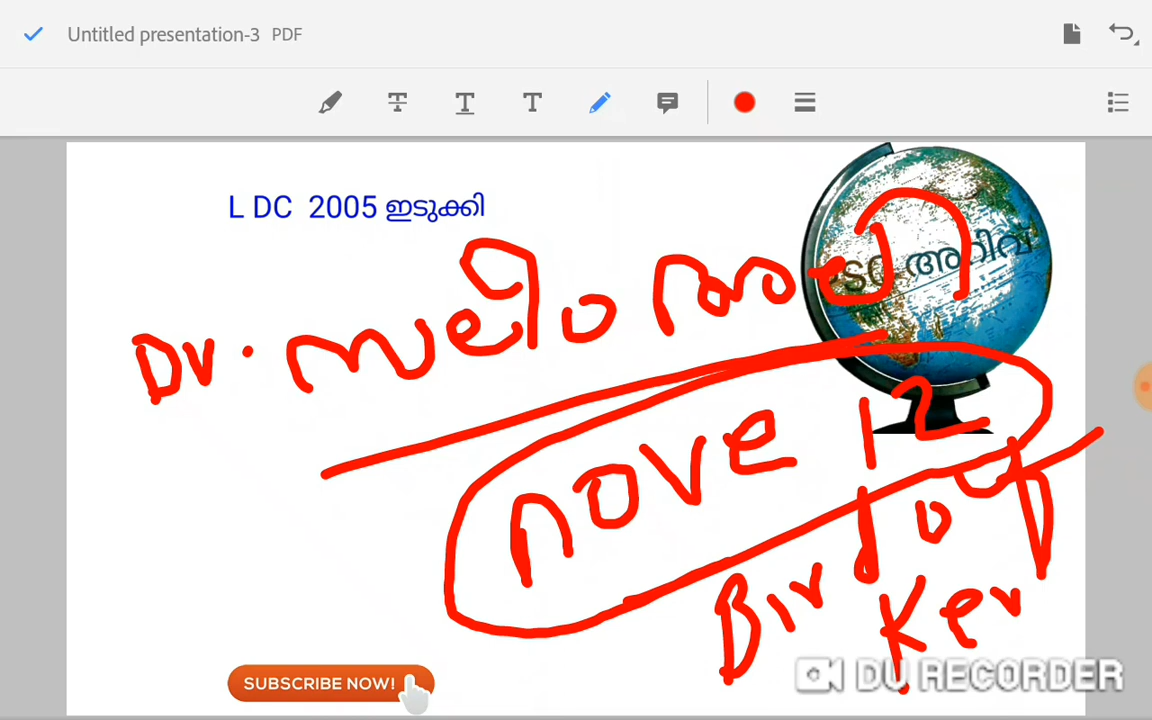 Untitled presentation-3 PDF
L DC 2005 ഇടുക്കി
അറിവ്
Dr. സലിം അലി
nove 12
Bird of
Ker
SUBSCRIBE NOW!
DU RECORDER